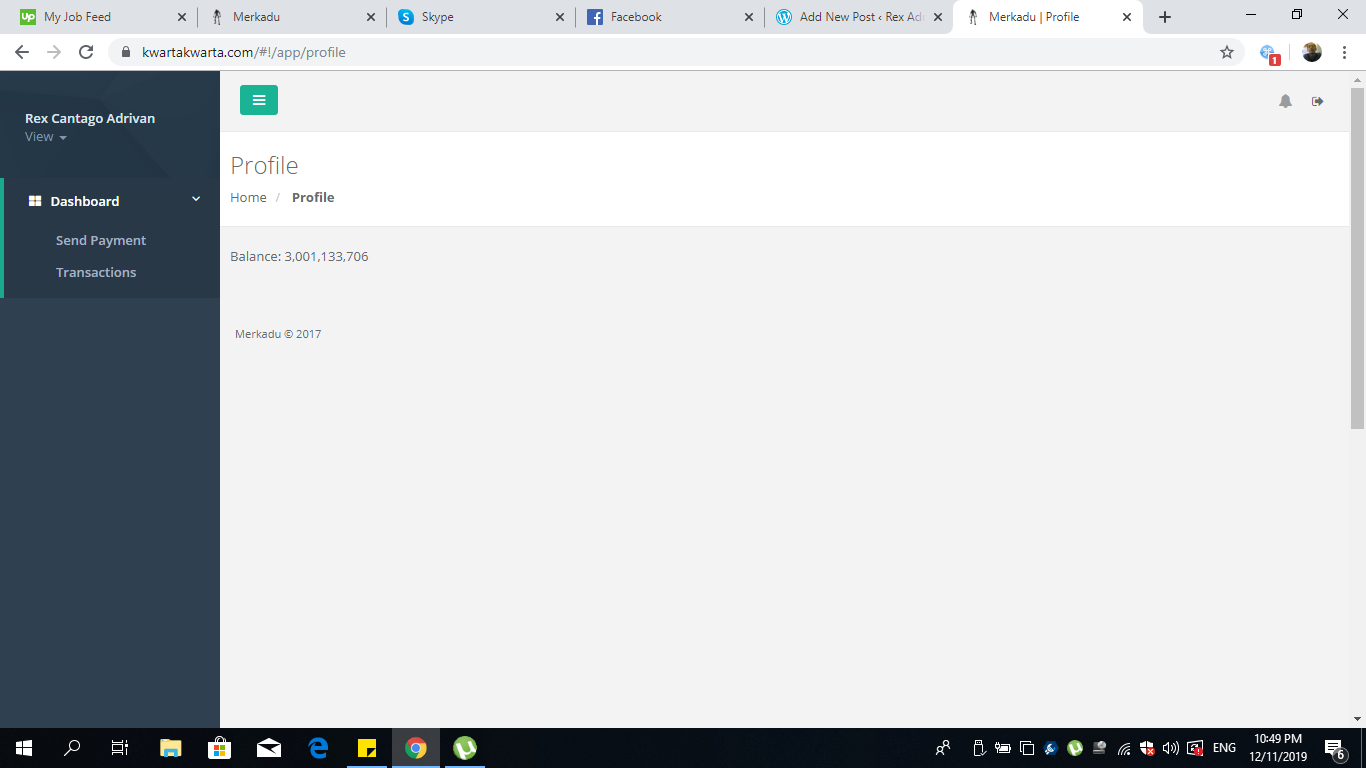 up My Job Feed
Merkadu
Skype
Facebook
Add New Post ‹ Rex Ad
Merkadu | Profile
kwartakwarta.com/#!/app/profile
1
Rex Cantago Adrivan
View
Dashboard
Send Payment
Transactions
Profile
Home / Profile
Balance: 3,001,133,706
Merkadu © 2017
ENG
10:49 PM
12/11/2019
6